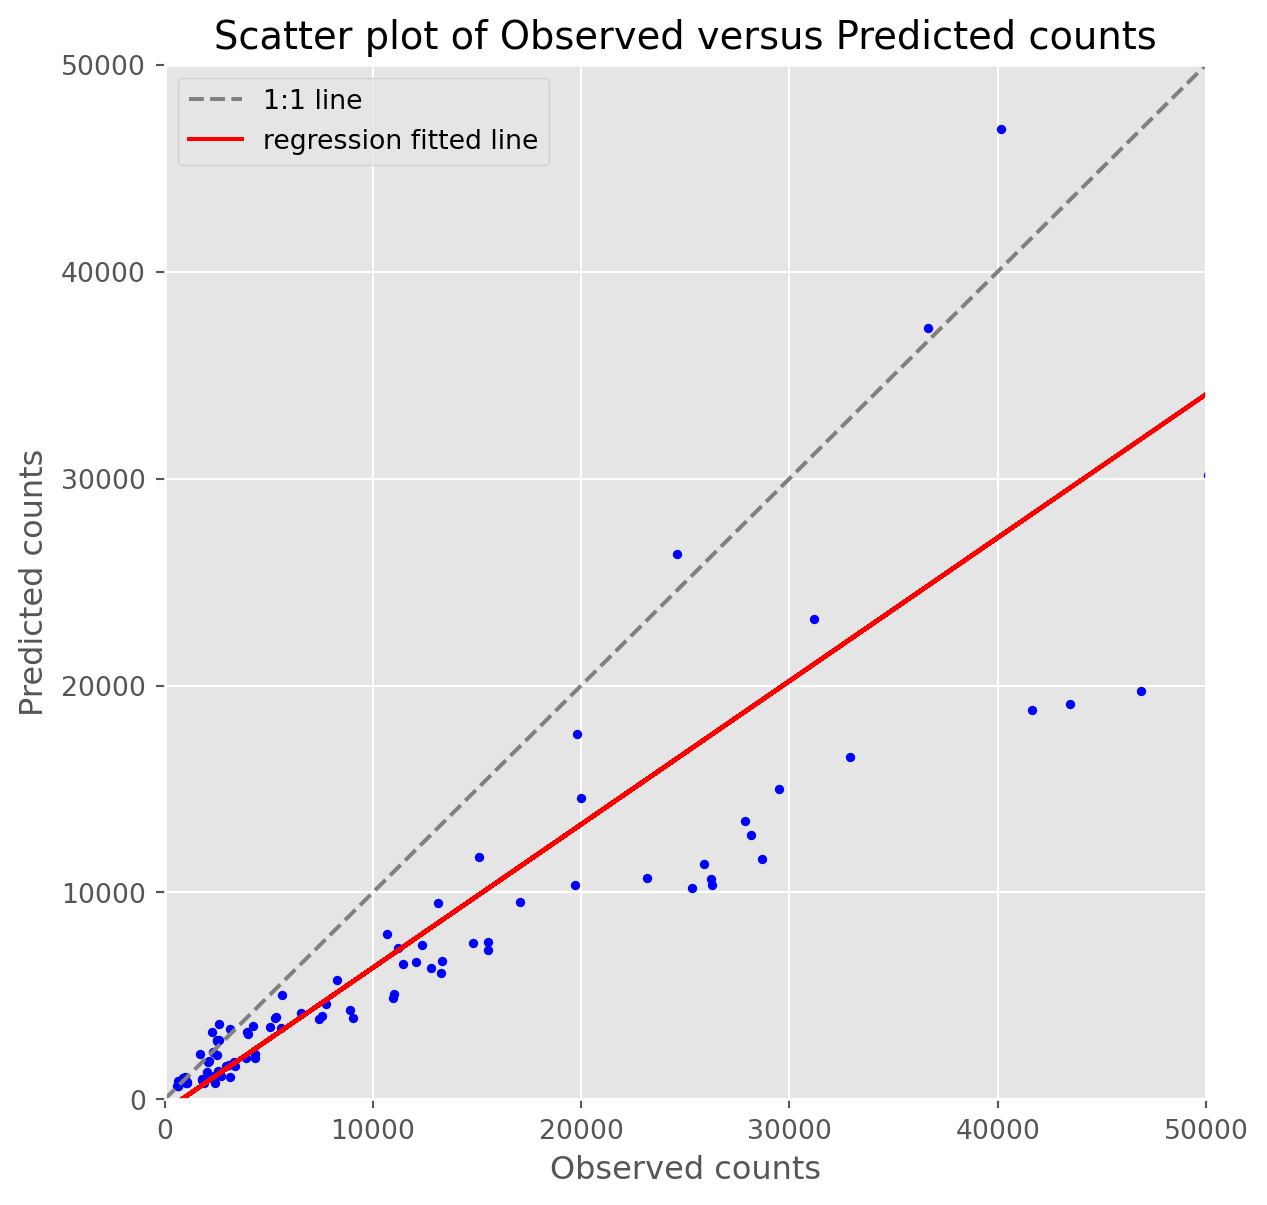 Scatter plot of Observed versus Predicted counts
50000
1:1 line
regression fitted line
40000
30000
Predicted counts
20000
10000
0
0 10000 20000 30000 40000 50000
Observed counts